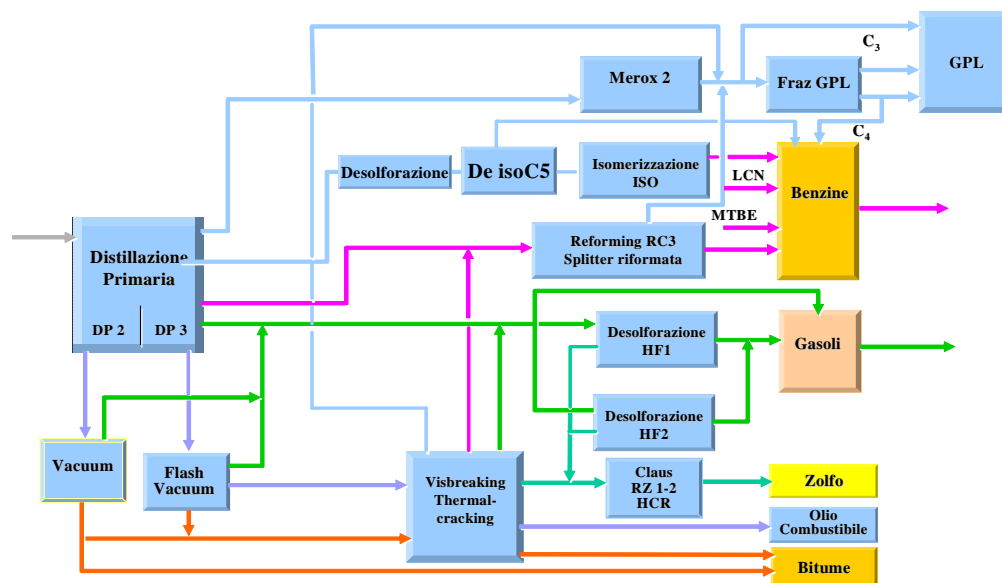 C3
GPL
Merox 2
Fraz GPL
C4
Desolforazione
De isoC5
Isomerizzazione
ISO
LCN
Benzine
MTBE
Distillazione
Primaria
DP 2
DP 3
Reforming RC3
Splitter riformata
Desolforazione
HF1
Gasoli
Desolforazione
HF2
Vacuum
Flash
Vacuum
Visbreaking
Thermal-
cracking
Claus
RZ 1-2
HCR
Zolfo
Olio
Combustibile
Bitume